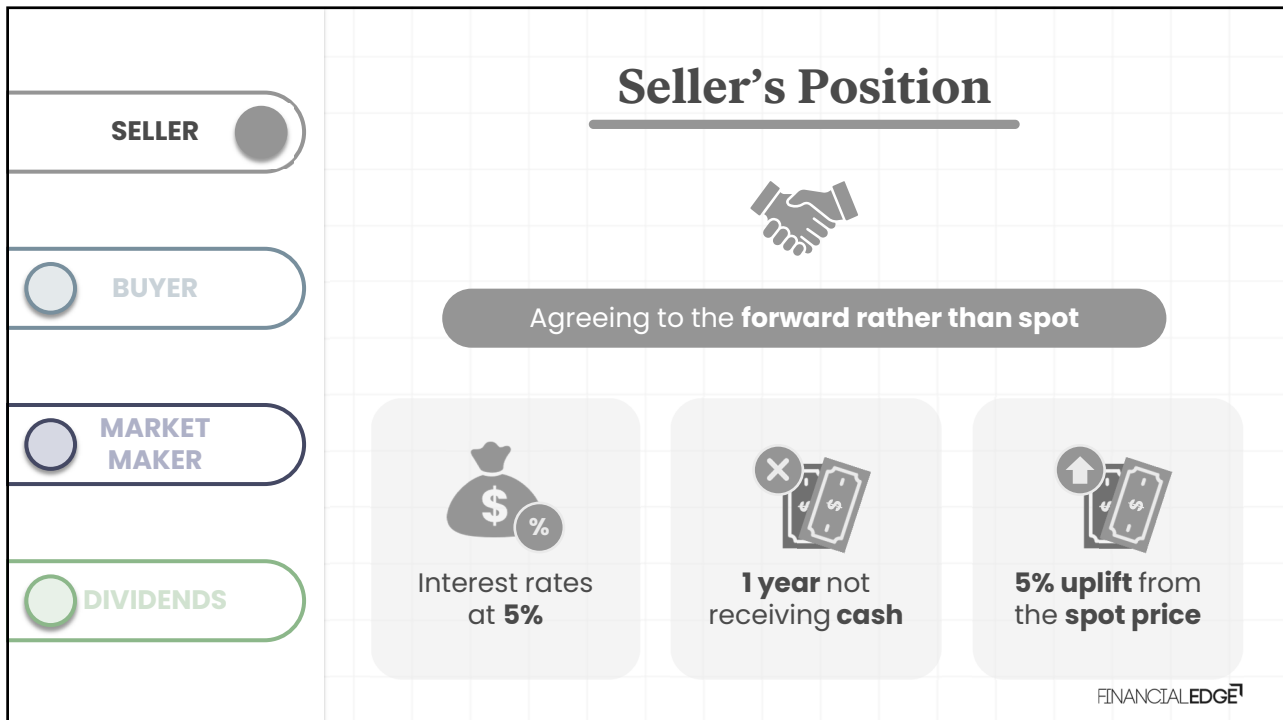 SELLER
BUYER
MARKET
MAKER
DIVIDENDS
Seller’s Position
Agreeing to the forward rather than spot
$
%
Interest rates
at 5%
$ $
1 year not
receiving cash
$ $
5% uplift from
the spot price
FINANCIALEDGE